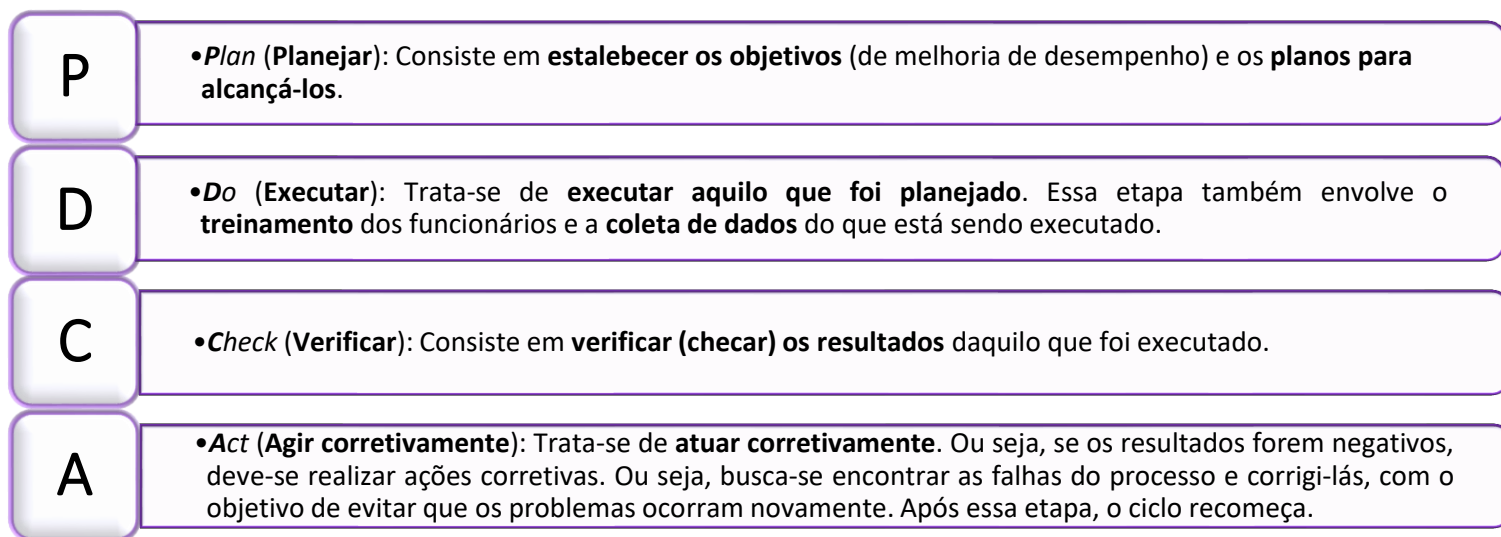 P
•Plan (Planejar): Consiste em estalebecer os objetivos (de melhoria de desempenho) e os planos para
alcançá-los.
D
•Do (Executar): Trata-se de executar aquilo que foi planejado. Essa etapa também envolve o
treinamento dos funcionários e a coleta de dados do que está sendo executado.
C
•Check (Verificar): Consiste em verificar (checar) os resultados daquilo que foi executado.
A
•Act (Agir corretivamente): Trata-se de atuar corretivamente. Ou seja, se os resultados forem negativos,
deve-se realizar ações corretivas. Ou seja, busca-se encontrar as falhas do processo e corrigi-lás, com o
objetivo de evitar que os problemas ocorram novamente. Após essa etapa, o ciclo recomeça.